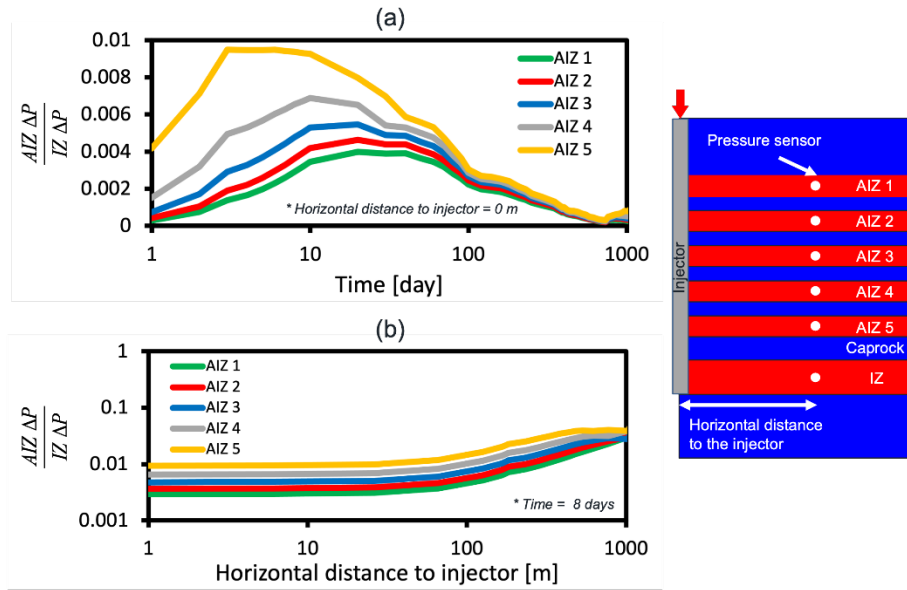 (a)
AIZ ΔP
IZ ΔP
0.01
0.008
0.006
0.004
0.002
0
AIZ 1
AIZ 2
AIZ 3
AIZ 4
AIZ 5
* Horizontal distance to injector = 0 m
1
10
100
1000
Time [day]
(b)
AIZ ΔP
IZ ΔP
1
0.1
0.01
0.001
AIZ 1
AIZ 2
AIZ 3
AIZ 4
AIZ 5
* Time = 8 days
1
10
100
1000
Horizontal distance to injector [m]
Injector
Pressure sensor
AIZ 1
AIZ 2
AIZ 3
AIZ 4
AIZ 5
Caprock
IZ
Horizontal distance
to the injector